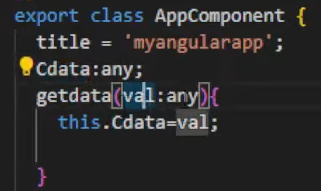 export class AppComponent {
title = 'myangularapp';
Cdata:any;
getdata(val:any){
this.Cdata=val;
}